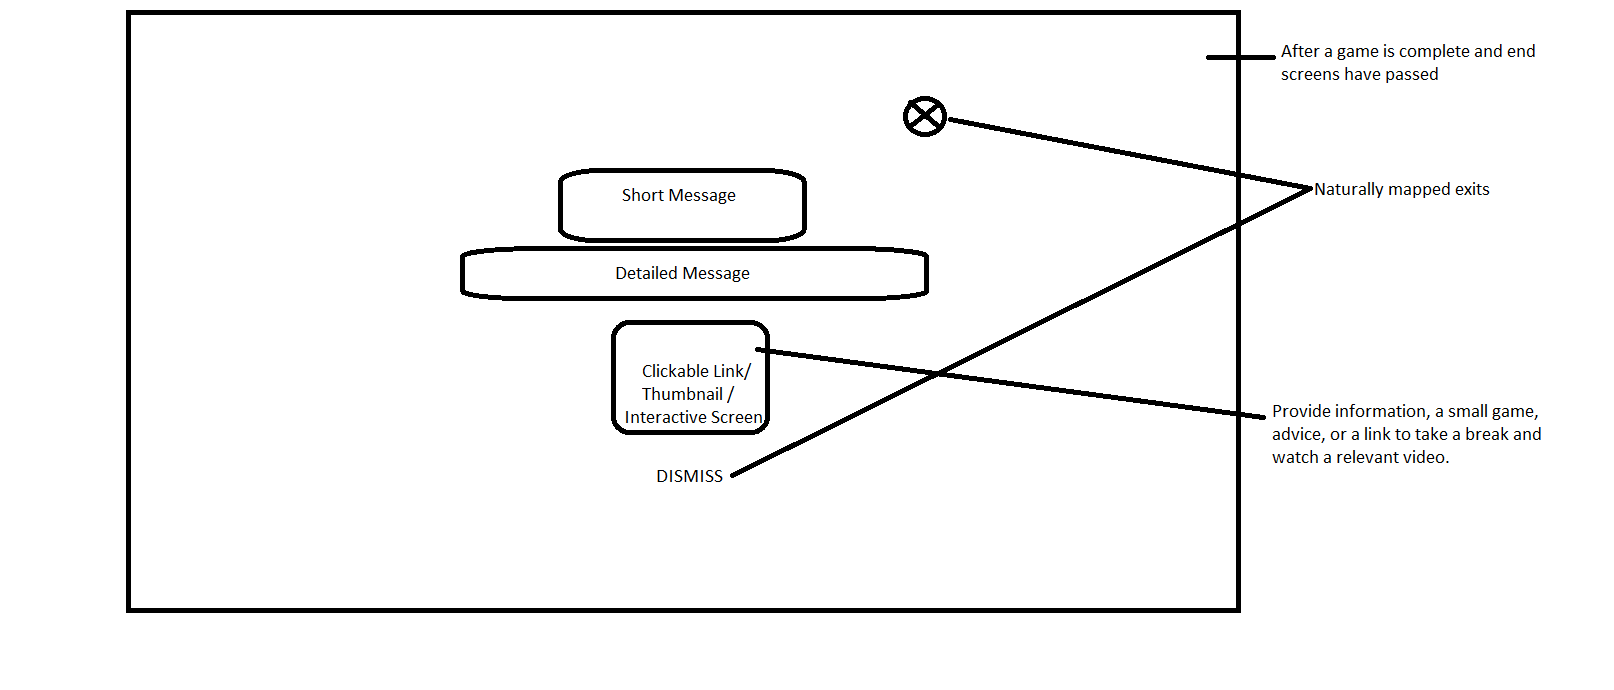 After a game is complete and end
screens have passed
Short Message
Naturally mapped exits
Detailed Message
Clickable Link/
Thumbnail /
Interactive Screen
Provide information, a small game,
advice, or a link to take a break and
watch a relevant video.
DISMISS